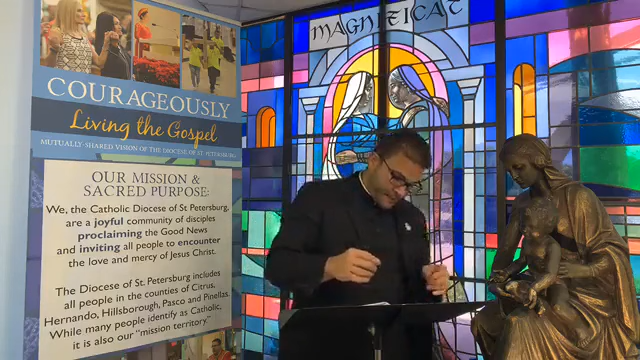 MAGNIFICAT
COURAGEOUSLY
Living the Gospel
MUTUALLY-SHARED VISION OF THE DIOCESE OF ST. PETERSBURG
OUR MISSION &
SACRED PURPOSE:
We, the Catholic Diocese of St Petersburg,
are a joyful community of disciples
proclaiming the Good News
and inviting all people to encounter
the love and mercy of Jesus Christ.
The Diocese of St. Petersburg includes
all people in the counties of Citrus,
Hernando, Hillsborough, Pasco and Pinellas.
While many people identify as Catholic,
it is also our “mission territory.”